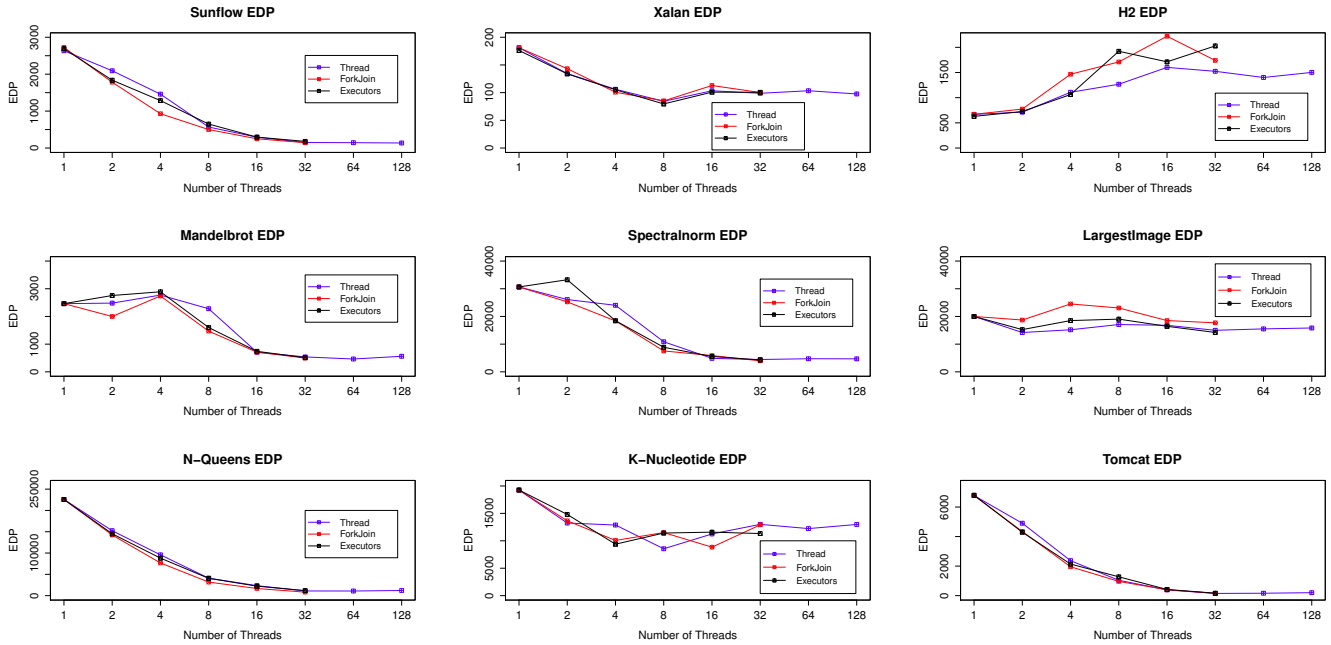 Sunflow EDP
EDP
0
1000
2000
3000
1
2
4
8
16
32
64
128
Number of Threads
Thread
ForkJoin
Executors
Xalan EDP
EDP
0
50
100
200
1
2
4
8
16
32
64
128
Number of Threads
Thread
ForkJoin
Executors
H2 EDP
EDP
0
500
1500
1
2
4
8
16
32
64
128
Number of Threads
Thread
ForkJoin
Executors
Mandelbrot EDP
EDP
0
1000
3000
1
2
4
8
16
32
64
128
Number of Threads
Thread
ForkJoin
Executors
Spectralnorm EDP
EDP
0
20000
40000
1
2
4
8
16
32
64
128
Number of Threads
Thread
ForkJoin
Executors
LargestImage EDP
EDP
0
20000
40000
1
2
4
8
16
32
64
128
Number of Threads
Thread
ForkJoin
Executors
N−Queens EDP
EDP
0
100000
250000
1
2
4
8
16
32
64
128
Number of Threads
Thread
ForkJoin
Executors
K−Nucleotide EDP
EDP
0
5000
15000
1
2
4
8
16
32
64
128
Number of Threads
Thread
ForkJoin
Executors
Tomcat EDP
EDP
0
2000
6000
1
2
4
8
16
32
64
128
Number of Threads
Thread
ForkJoin
Executors